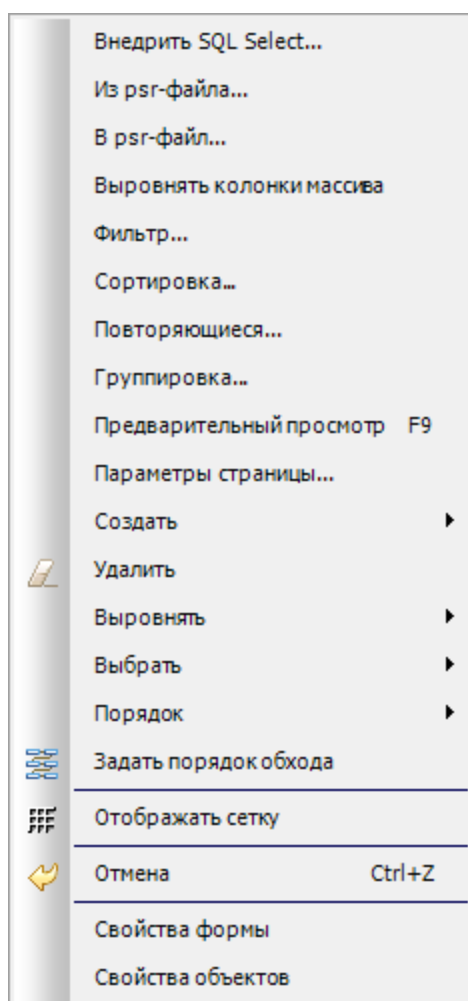 Внедрить SQL Select...
Из psr-файла...
В psr-файл...
Выровнять колонки массива
Фильтр...
Сортировка...
Повторяющиеся...
Группировка...
Предварительный просмотр F9
Параметры страницы...
Создать
Удалить
Выровнять
Выбрать
Порядок
Задать порядок обхода
Отображать сетку
Отмена Ctrl+Z
Свойства формы
Свойства объектов